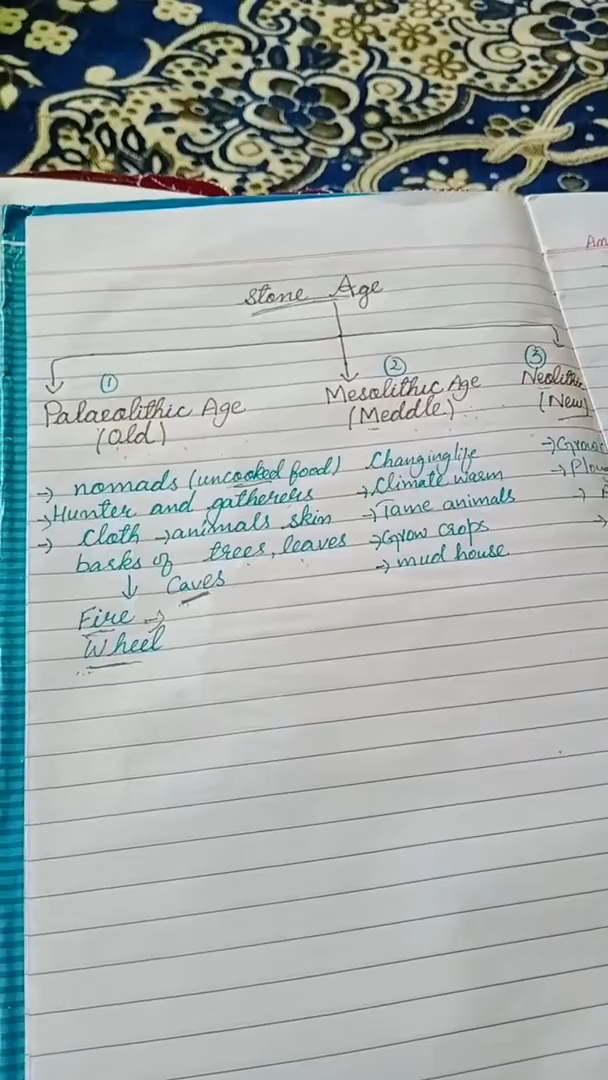 Stone Age
① ② ③
Palaeolithic Age
(Old)
Mesolithic Age
(Meddle)
Neolithic
(New)
→ nomads (uncooked food)
→ Hunter and gatherers
→ cloth → animals skin
barks of trees, leaves
↓ Caves
Fire →
Wheel
Changing life
→ Climate warm
→ Tame animals
→ Grow crops
→ mud house